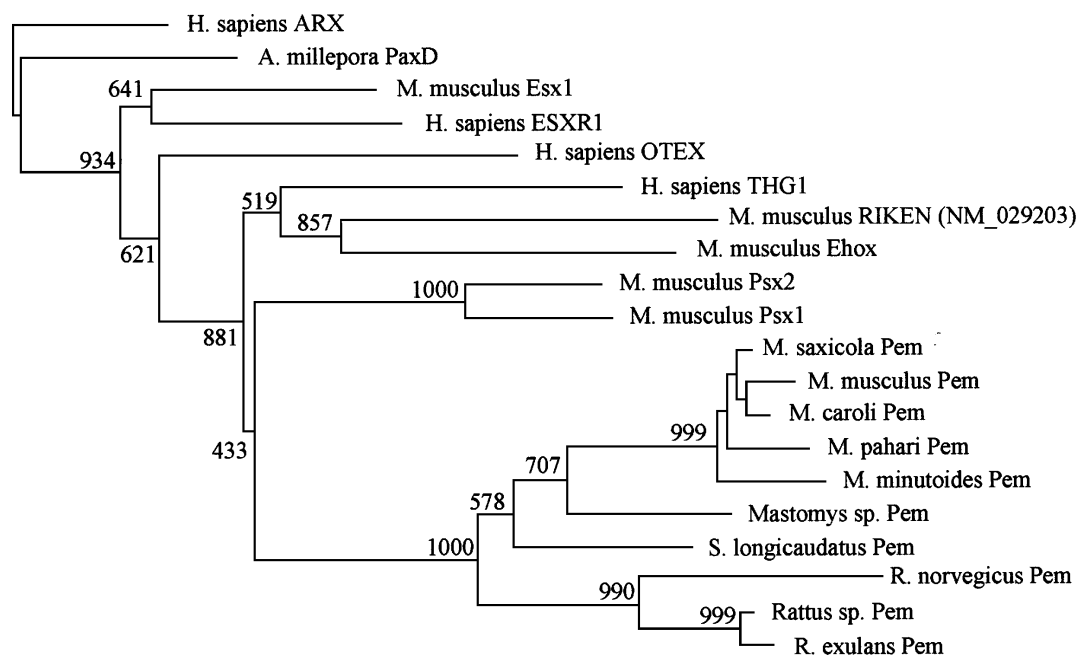 H. sapiens ARX
A. millepora PaxD
641
M. musculus Esx1
H. sapiens ESXR1
934
H. sapiens OTEX
H. sapiens THG1
519
857
M. musculus RIKEN (NM_029203)
621
M. musculus Ehox
M. musculus Psx2
1000
M. musculus Psx1
881
M. saxicola Pem
M. musculus Pem
M. caroli Pem
999
433
M. pahari Pem
707
M. minutoides Pem
578
Mastomys sp. Pem
1000
S. longicaudatus Pem
R. norvegicus Pem
990
999
Rattus sp. Pem
R. exulans Pem